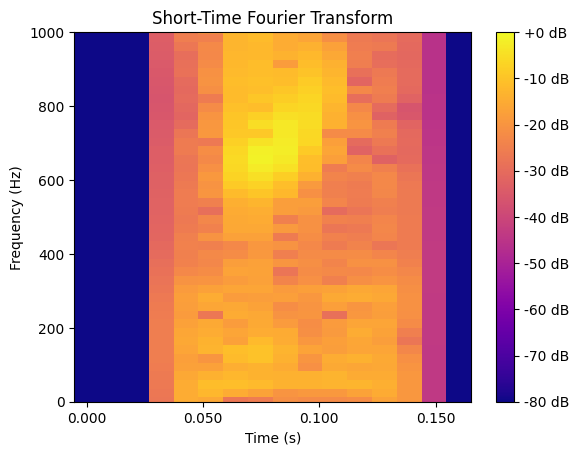 Short-Time Fourier Transform
1000
800
600
400
200
0
Frequency (Hz)
0.000
0.050
0.100
0.150
Time (s)
+0 dB
-10 dB
-20 dB
-30 dB
-40 dB
-50 dB
-60 dB
-70 dB
-80 dB